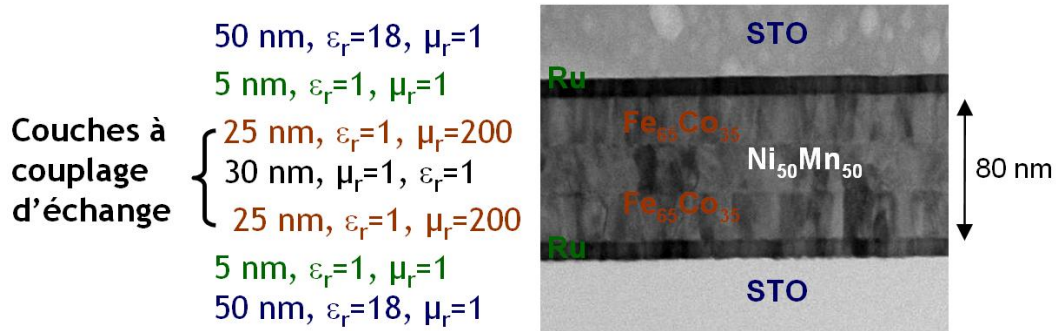 50 nm, εr=18, μr=1
5 nm, εr=1, μr=1
25 nm, εr=1, μr=200
Couches à
couplage
d'échange
30 nm, μr=1, εr=1
25 nm, εr=1, μr=200
5 nm, εr=1, μr=1
50 nm, εr=18, μr=1
STO
Ru
Fe65Co35
Ni50Mn50
80 nm
Fe65Co35
Ru
STO